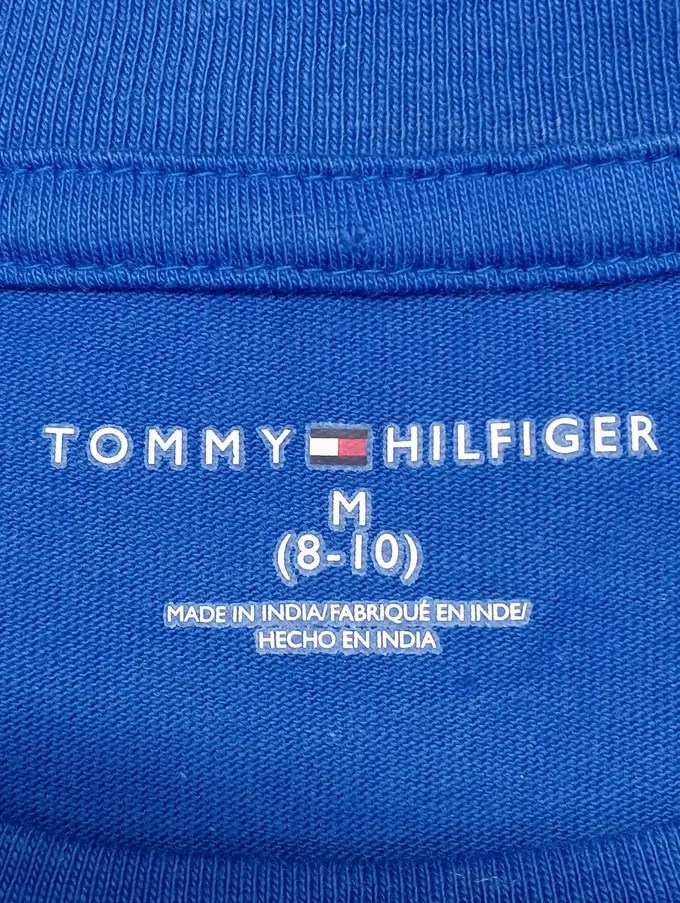 TOMMY HILFIGER
M
(8-10)
MADE IN INDIA/FABRIQUÉ EN INDE/
HECHO EN INDIA